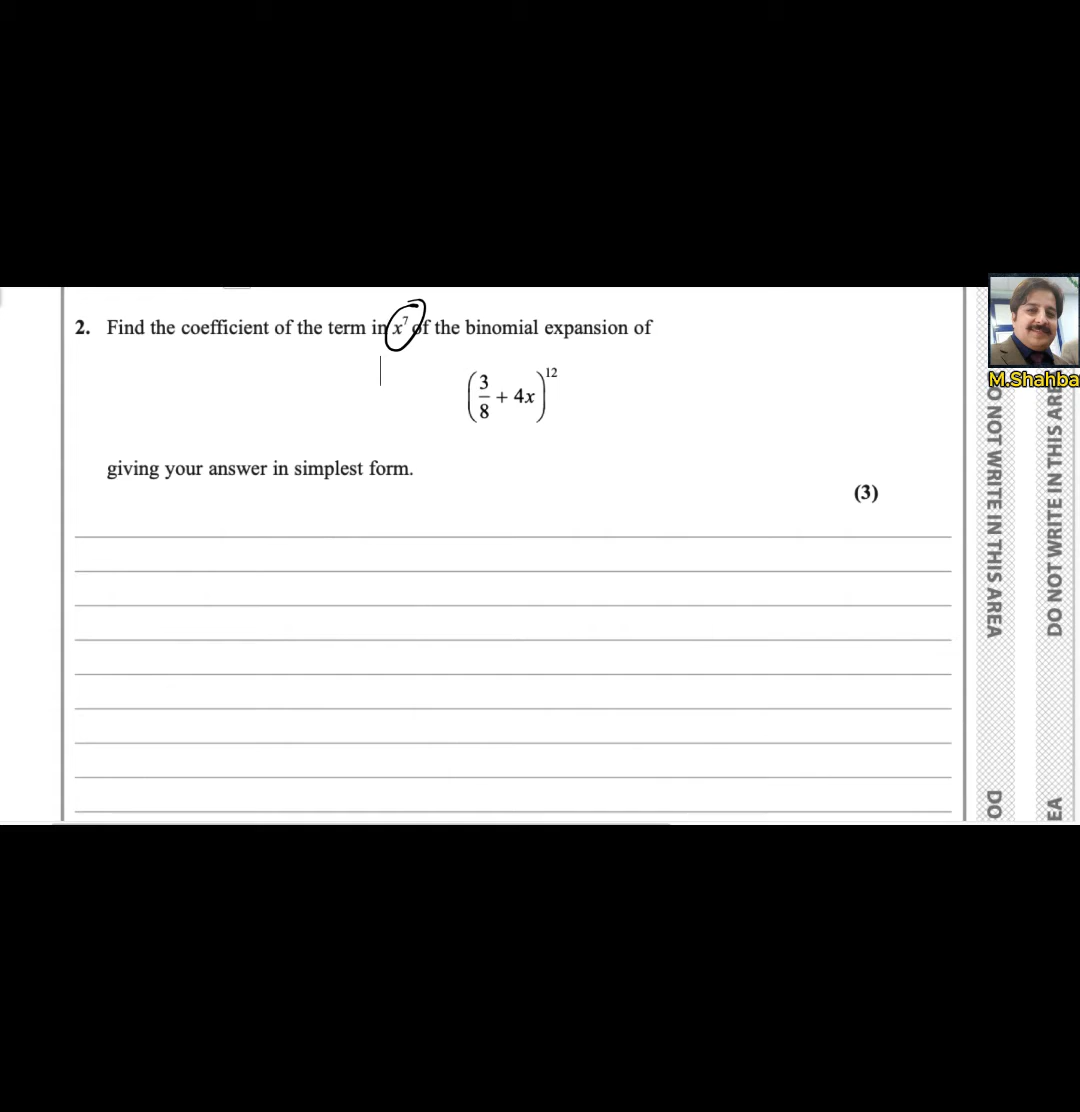 2. Find the coefficient of the term in x⁷ of the binomial expansion of
(3/8 + 4x)¹²
giving your answer in simplest form.
(3)
M.Shahba
DO NOT WRITE IN THIS AREA
O NOT WRITE IN THIS AREA
DO
EA